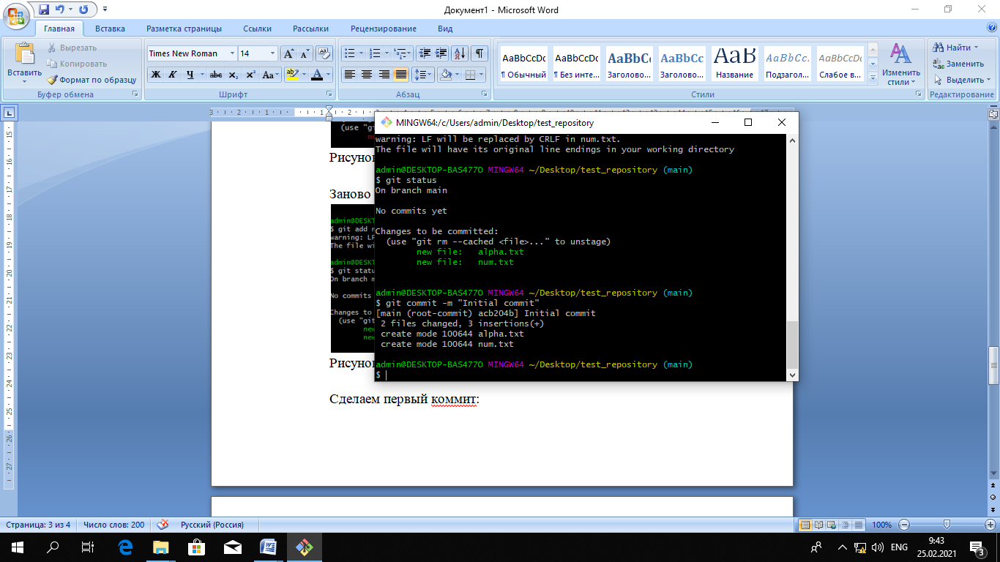 Документ1 - Microsoft Word
Главная Вставка Разметка страницы Ссылки Рассылки Рецензирование Вид
Вставить
Вырезать
Копировать
Формат по образцу
Буфер обмена
Times New Roman 14
Ж К Ч abc x₂ x² Aa
Шрифт
Абзац
AaBbCcDc AaBbCcDc AaBbCc AaBbCc AaB AaBbCc. AaBbCcDc
¶ Обычный ¶ Без инте... Заголово... Заголово... Название Подзагол... Слабое в...
Изменить стили
Стили
Найти
Заменить
Выделить
Редактирование
(use "g
Рисуно
Заново
admin@DESKT
$ git add n
warning: LF
The file wi
admin@DESKT
$ git statu
On branch m
No commits
Changes to
(use "git
new
new
Рисуно
Сделаем первый коммит:
MINGW64:/c/Users/admin/Desktop/test_repository
warning: LF will be replaced by CRLF in num.txt.
The file will have its original line endings in your working directory
admin@DESKTOP-BAS4770 MINGW64 ~/Desktop/test_repository (main)
$ git status
On branch main
No commits yet
Changes to be committed:
(use "git rm --cached <file>..." to unstage)
new file: alpha.txt
new file: num.txt
admin@DESKTOP-BAS4770 MINGW64 ~/Desktop/test_repository (main)
$ git commit -m "Initial commit"
[main (root-commit) acb204b] Initial commit
2 files changed, 3 insertions(+)
create mode 100644 alpha.txt
create mode 100644 num.txt
admin@DESKTOP-BAS4770 MINGW64 ~/Desktop/test_repository (main)
$
Страница: 3 из 4 Число слов: 200 Русский (Россия) 100%
ENG
9:43
25.02.2021
3